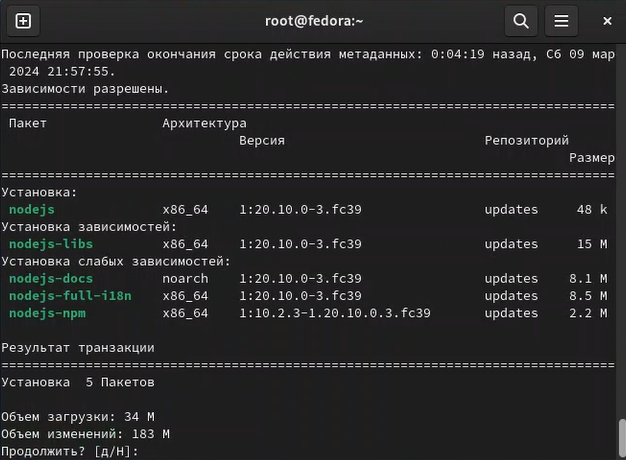 root@fedora:~
Последняя проверка окончания срока действия метаданных: 0:04:19 назад, Сб 09 мар
2024 21:57:55.
Зависимости разрешены.
================================================================================
Пакет Архитектура
Версия Репозиторий
Размер
================================================================================
Установка:
nodejs x86_64 1:20.10.0-3.fc39 updates 48 k
Установка зависимостей:
nodejs-libs x86_64 1:20.10.0-3.fc39 updates 15 M
Установка слабых зависимостей:
nodejs-docs noarch 1:20.10.0-3.fc39 updates 8.1 M
nodejs-full-i18n x86_64 1:20.10.0-3.fc39 updates 8.5 M
nodejs-npm x86_64 1:10.2.3-1.20.10.0.3.fc39 updates 2.2 M
Результат транзакции
================================================================================
Установка 5 Пакетов
Объем загрузки: 34 M
Объем изменений: 183 M
Продолжить? [д/Н]: